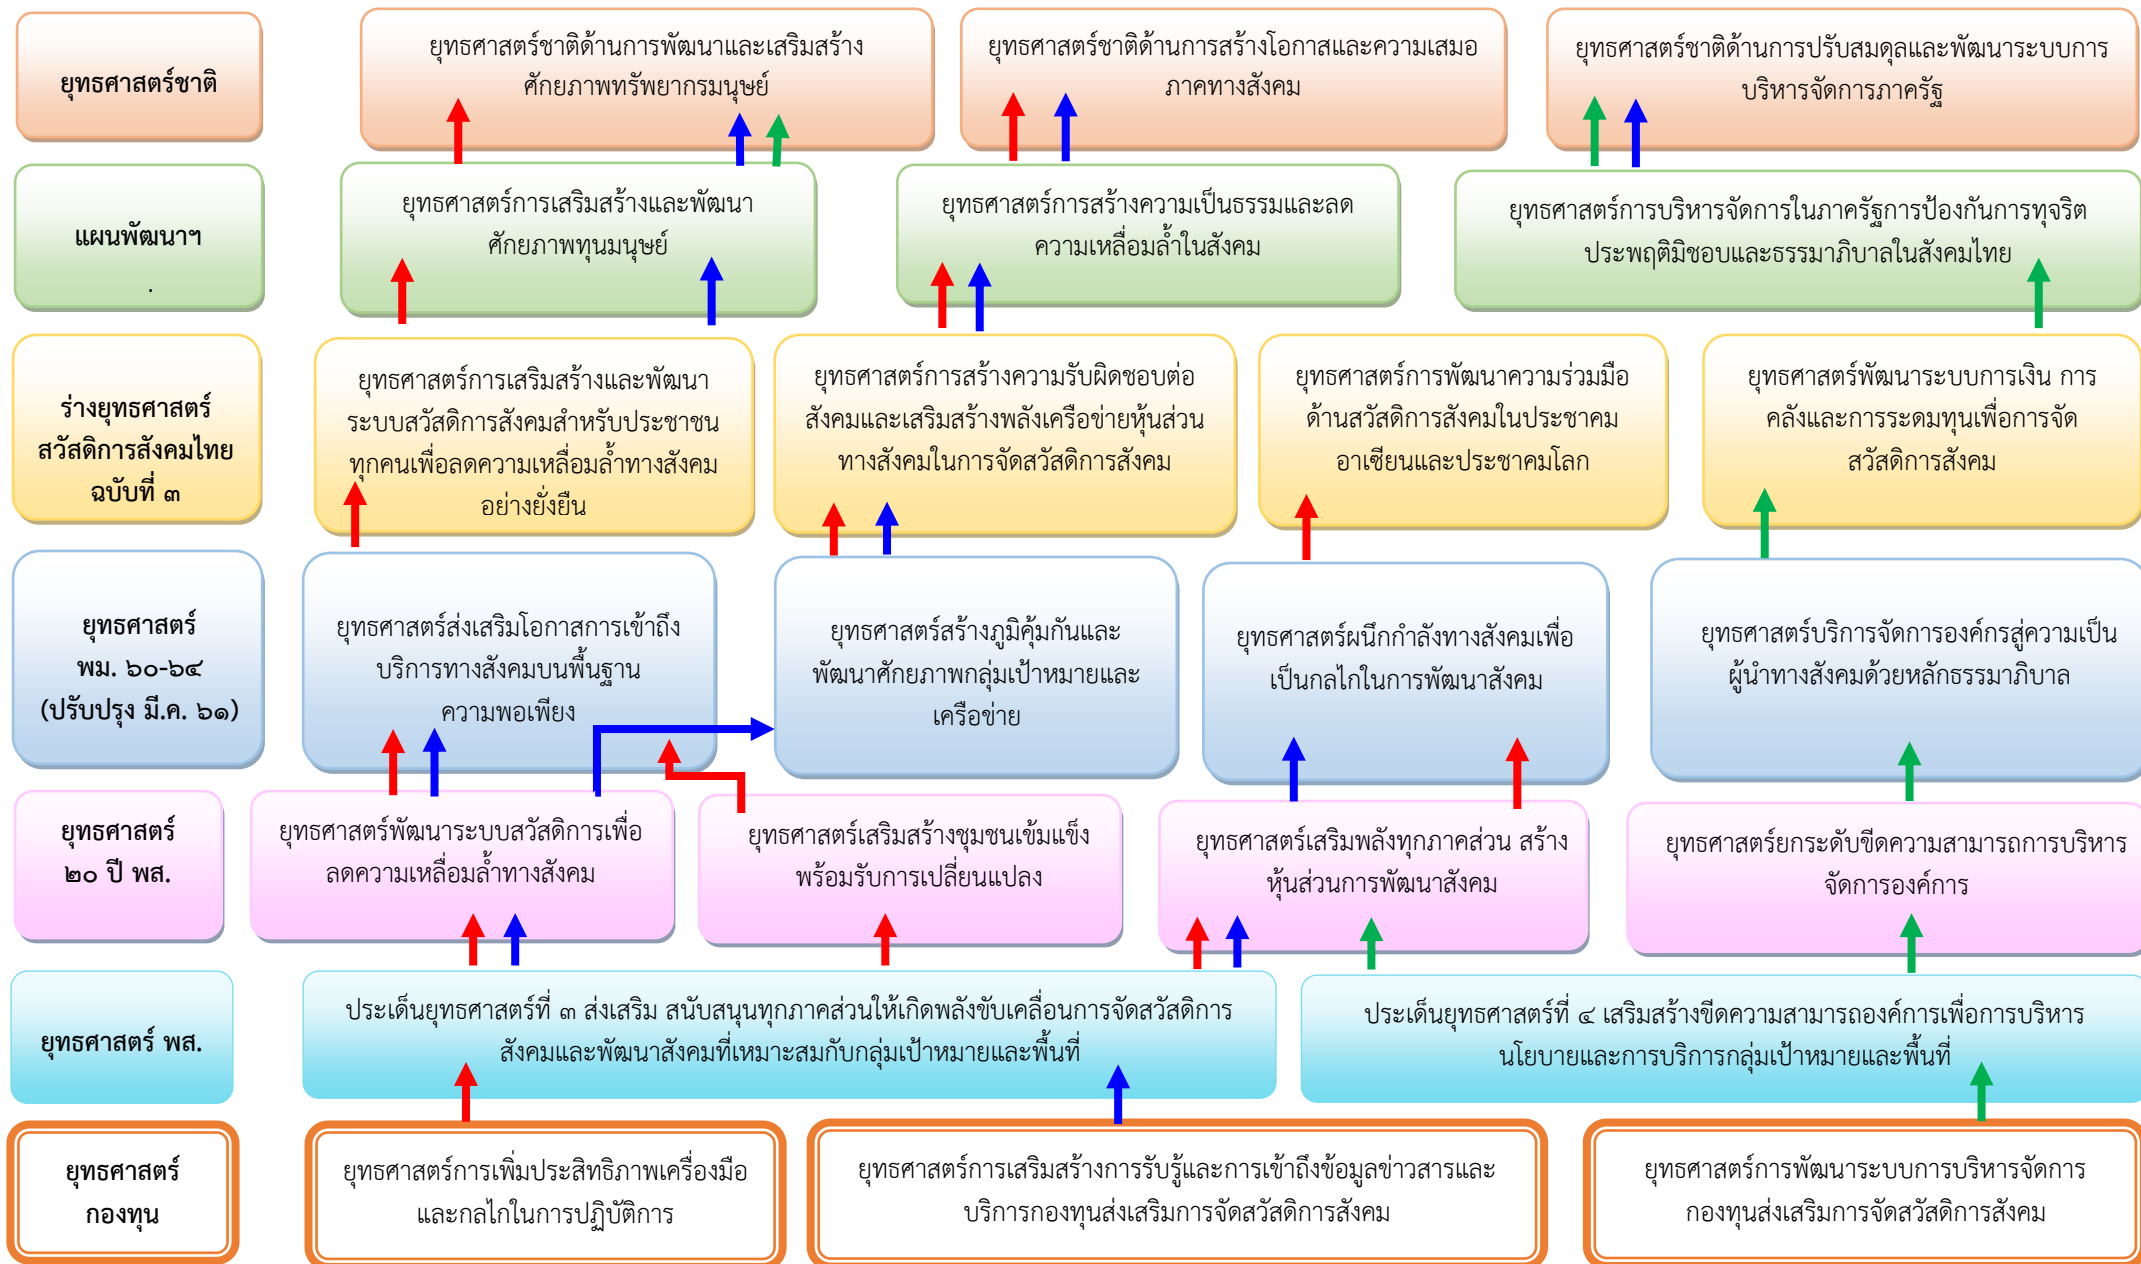 ยุทธศาสตร์ชาติ
ยุทธศาสตร์ชาติด้านการพัฒนาและเสริมสร้าง
ศักยภาพทรัพยากรมนุษย์
ยุทธศาสตร์ชาติด้านการสร้างโอกาสและความเสมอ
ภาคทางสังคม
ยุทธศาสตร์ชาติด้านการปรับสมดุลและพัฒนาระบบการ
บริหารจัดการภาครัฐ
แผนพัฒนาฯ
.
ยุทธศาสตร์การเสริมสร้างและพัฒนา
ศักยภาพทุนมนุษย์
ยุทธศาสตร์การสร้างความเป็นธรรมและลด
ความเหลื่อมล้ำในสังคม
ยุทธศาสตร์การบริหารจัดการในภาครัฐการป้องกันการทุจริต
ประพฤติมิชอบและธรรมาภิบาลในสังคมไทย
ร่างยุทธศาสตร์
สวัสดิการสังคมไทย
ฉบับที่ ๓
ยุทธศาสตร์การเสริมสร้างและพัฒนา
ระบบสวัสดิการสังคมสำหรับประชาชน
ทุกคนเพื่อลดความเหลื่อมล้ำทางสังคม
อย่างยั่งยืน
ยุทธศาสตร์การสร้างความรับผิดชอบต่อ
สังคมและเสริมสร้างพลังเครือข่ายหุ้นส่วน
ทางสังคมในการจัดสวัสดิการสังคม
ยุทธศาสตร์การพัฒนาความร่วมมือ
ด้านสวัสดิการสังคมในประชาคม
อาเซียนและประชาคมโลก
ยุทธศาสตร์พัฒนาระบบการเงิน การ
คลังและการระดมทุนเพื่อการจัด
สวัสดิการสังคม
ยุทธศาสตร์
พม. ๖๐-๖๔
(ปรับปรุง มี.ค. ๖๑)
ยุทธศาสตร์ส่งเสริมโอกาสการเข้าถึง
บริการทางสังคมบนพื้นฐาน
ความพอเพียง
ยุทธศาสตร์สร้างภูมิคุ้มกันและ
พัฒนาศักยภาพกลุ่มเป้าหมายและ
เครือข่าย
ยุทธศาสตร์ผนึกกำลังทางสังคมเพื่อ
เป็นกลไกในการพัฒนาสังคม
ยุทธศาสตร์บริการจัดการองค์กรสู่ความเป็น
ผู้นำทางสังคมด้วยหลักธรรมาภิบาล
ยุทธศาสตร์
๒๐ ปี พส.
ยุทธศาสตร์พัฒนาระบบสวัสดิการเพื่อ
ลดความเหลื่อมล้ำทางสังคม
ยุทธศาสตร์เสริมสร้างชุมชนเข้มแข็ง
พร้อมรับการเปลี่ยนแปลง
ยุทธศาสตร์เสริมพลังทุกภาคส่วน สร้าง
หุ้นส่วนการพัฒนาสังคม
ยุทธศาสตร์ยกระดับขีดความสามารถการบริหาร
จัดการองค์การ
ยุทธศาสตร์ พส.
ประเด็นยุทธศาสตร์ที่ ๓ ส่งเสริม สนับสนุนทุกภาคส่วนให้เกิดพลังขับเคลื่อนการจัดสวัสดิการ
สังคมและพัฒนาสังคมที่เหมาะสมกับกลุ่มเป้าหมายและพื้นที่
ประเด็นยุทธศาสตร์ที่ ๔ เสริมสร้างขีดความสามารถองค์การเพื่อการบริหาร
นโยบายและการบริการกลุ่มเป้าหมายและพื้นที่
ยุทธศาสตร์
กองทุน
ยุทธศาสตร์การเพิ่มประสิทธิภาพเครื่องมือ
และกลไกในการปฏิบัติการ
ยุทธศาสตร์การเสริมสร้างการรับรู้และการเข้าถึงข้อมูลข่าวสารและ
บริการกองทุนส่งเสริมการจัดสวัสดิการสังคม
ยุทธศาสตร์การพัฒนาระบบการบริหารจัดการ
กองทุนส่งเสริมการจัดสวัสดิการสังคม